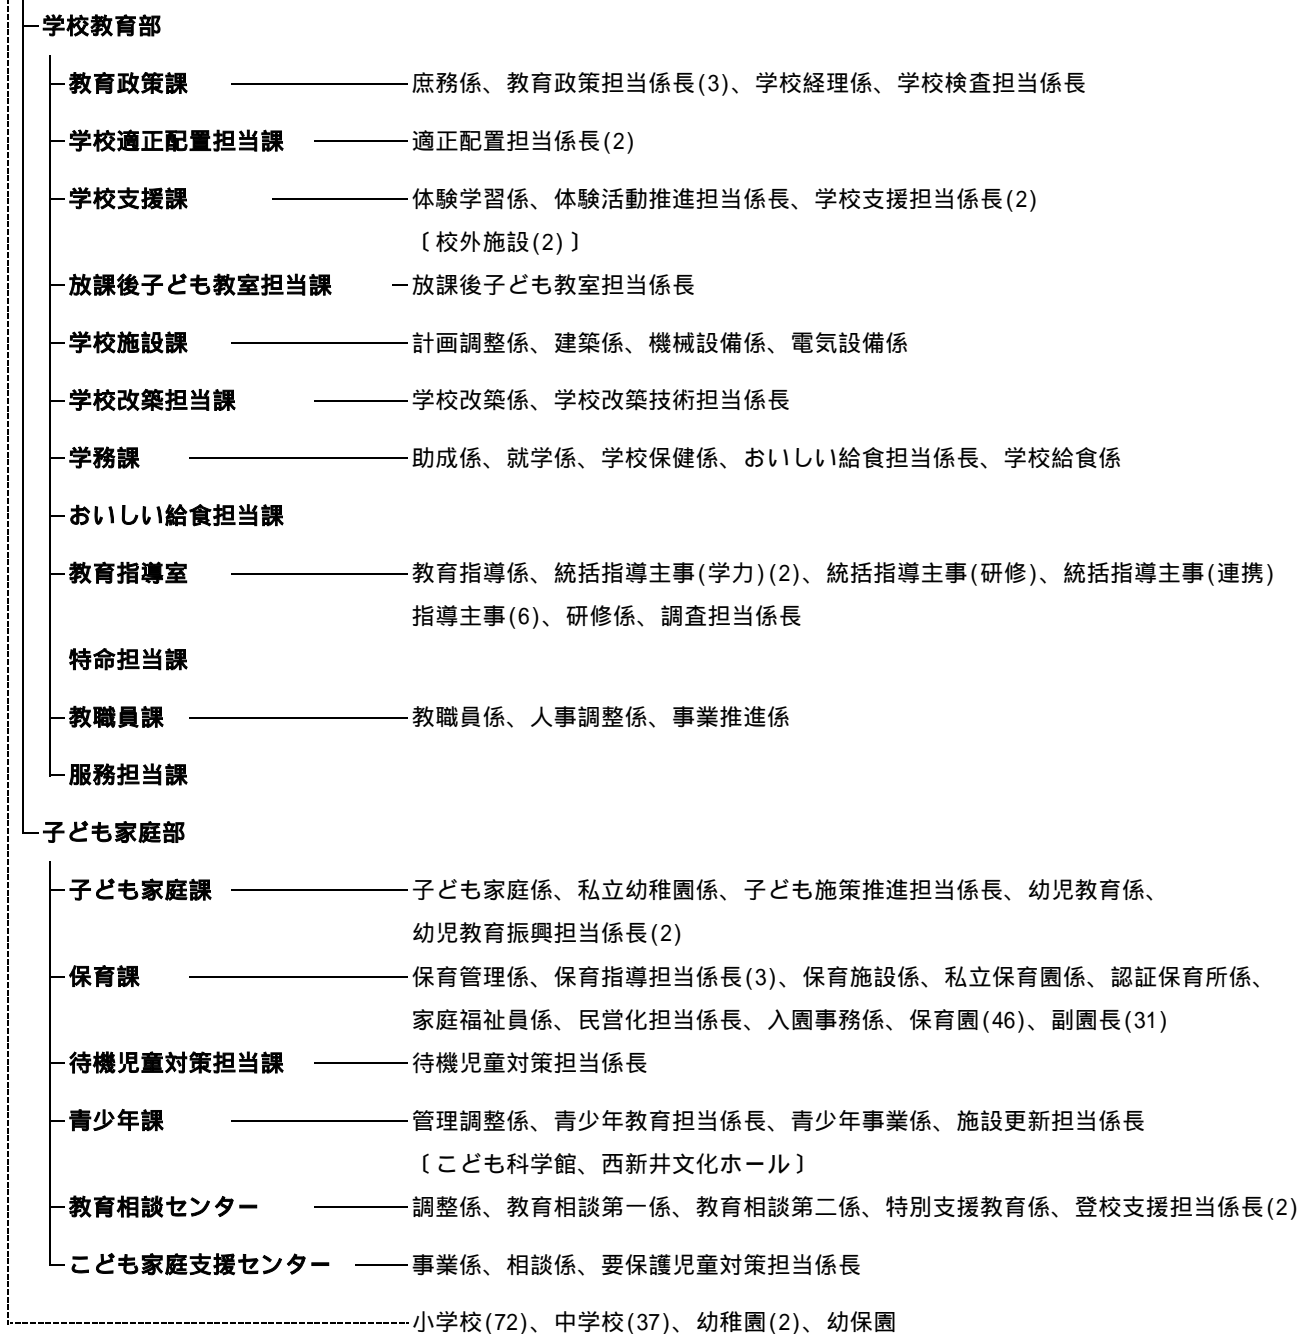 学校教育部
教育政策課 庶務係、教育政策担当係長(3)、学校経理係、学校検査担当係長
学校適正配置担当課 適正配置担当係長(2)
学校支援課 体験学習係、体験活動推進担当係長、学校支援担当係長(2)
〔校外施設(2)〕
放課後子ども教室担当課 放課後子ども教室担当係長
学校施設課 計画調整係、建築係、機械設備係、電気設備係
学校改築担当課 学校改築係、学校改築技術担当係長
学務課 助成係、就学係、学校保健係、おいしい給食担当係長、学校給食係
おいしい給食担当課
教育指導室 教育指導係、統括指導主事(学力)(2)、統括指導主事(研修)、統括指導主事(連携)
指導主事(6)、研修係、調査担当係長
特命担当課
教職員課 教職員係、人事調整係、事業推進係
服務担当課
子ども家庭部
子ども家庭課 子ども家庭係、私立幼稚園係、子ども施策推進担当係長、幼児教育係、
幼児教育振興担当係長(2)
保育課 保育管理係、保育指導担当係長(3)、保育施設係、私立保育園係、認証保育所係、
家庭福祉員係、民営化担当係長、入園事務係、保育園(46)、副園長(31)
待機児童対策担当課 待機児童対策担当係長
青少年課 管理調整係、青少年教育担当係長、青少年事業係、施設更新担当係長
〔こども科学館、西新井文化ホール〕
教育相談センター 調整係、教育相談第一係、教育相談第二係、特別支援教育係、登校支援担当係長(2)
こども家庭支援センター 事業係、相談係、要保護児童対策担当係長
小学校(72)、中学校(37)、幼稚園(2)、幼保園